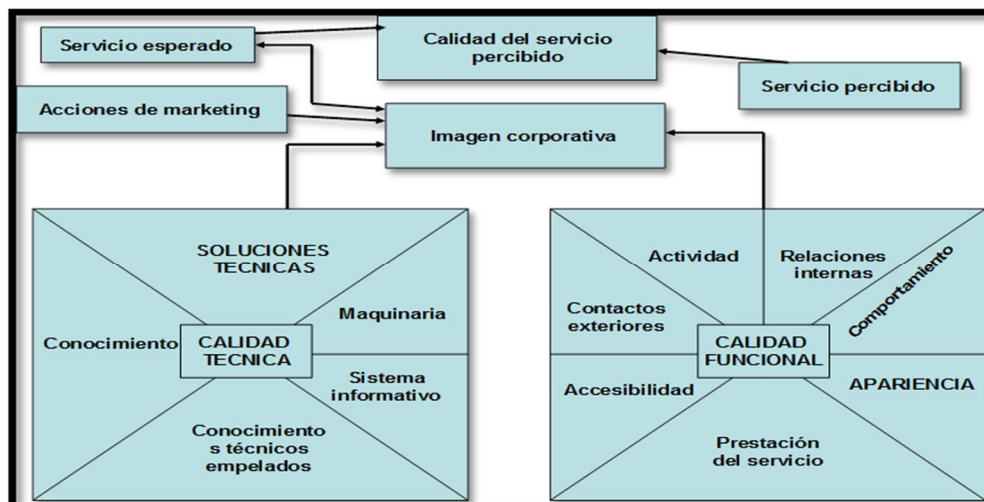 Servicio esperado
Calidad del servicio
percibido
Servicio percibido
Acciones de marketing
Imagen corporativa
SOLUCIONES
TECNICAS
Maquinaria
Conocimiento
CALIDAD
TECNICA
Sistema
informativo
Conocimiento
s técnicos
empelados
Actividad
Relaciones
internas
Comportamiento
Contactos
exteriores
CALIDAD
FUNCIONAL
Accesibilidad
APARIENCIA
Prestación
del servicio